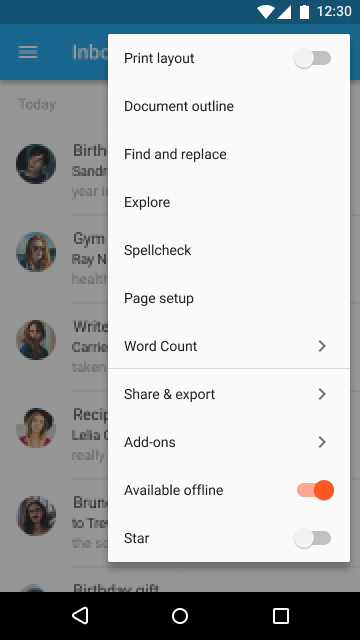 12:30
Inbo
Print layout
Today
Document outline
Birth
Find and replace
Sandr
year i
Explore
Gym
Spellcheck
Ray N
healt
Page setup
Write
Word Count
Carrie
taken
Share & export
Recip
Lelia C
Add-ons
really
Available offline
Brun
to Tre
Star
the sc
Birthday gift